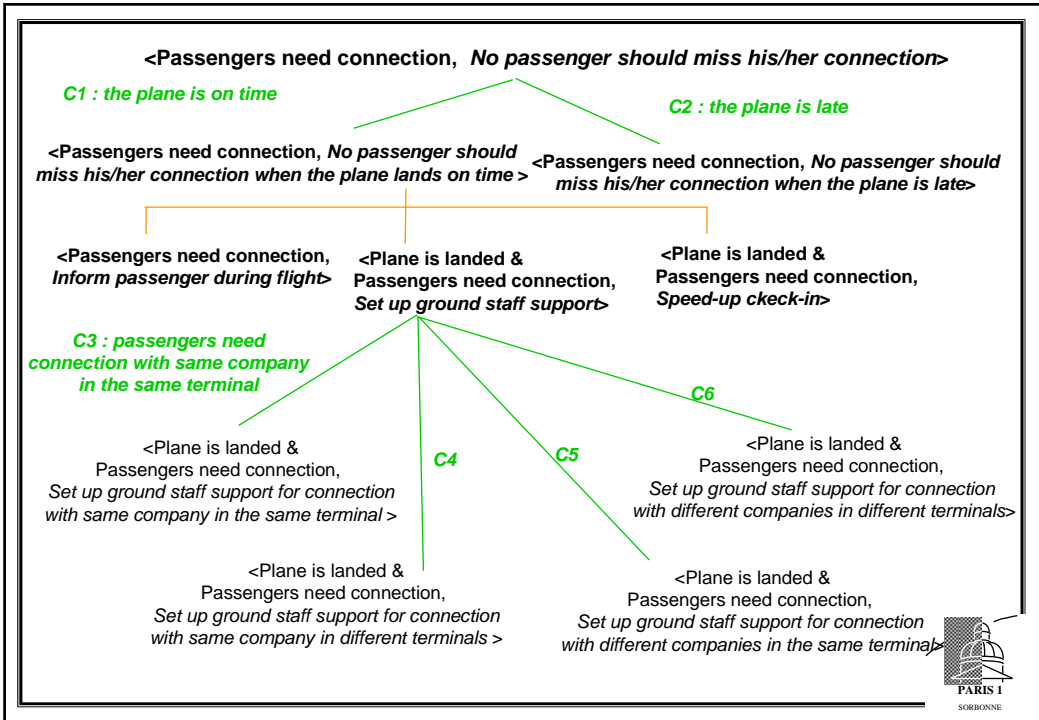 <Passengers need connection, No passenger should miss his/her connection>
C1 : the plane is on time
C2 : the plane is late
<Passengers need connection, No passenger should
miss his/her connection when the plane lands on time >
<Passengers need connection, No passenger should
miss his/her connection when the plane is late>
<Passengers need connection,
Inform passenger during flight>
<Plane is landed &
Passengers need connection,
Set up ground staff support>
<Plane is landed &
Passengers need connection,
Speed-up ckeck-in>
C3 : passengers need
connection with same company
in the same terminal
C4
C5
C6
<Plane is landed &
Passengers need connection,
Set up ground staff support for connection
with same company in the same terminal >
<Plane is landed &
Passengers need connection,
Set up ground staff support for connection
with different companies in different terminals>
<Plane is landed &
Passengers need connection,
Set up ground staff support for connection
with same company in different terminals >
<Plane is landed &
Passengers need connection,
Set up ground staff support for connection
with different companies in the same terminal>
PARIS 1
SORBONNE